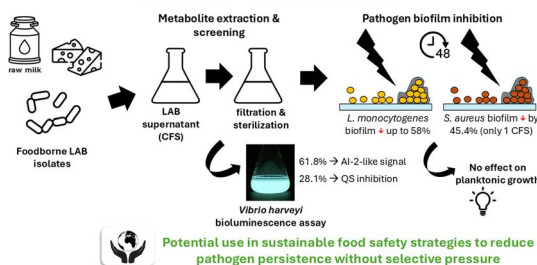 Metabolite extraction &
screening
Pathogen biofilm inhibition
raw milk
48
Foodborne LAB
isolates
LAB
supernatant
(CFS)
filtration &
sterilization
L. monocytogenes
biofilm ↓ up to 58%
S. aureus biofilm ↓ by
45.4% (only 1 CFS)
61.8% → AI-2-like signal
28.1% → QS inhibition
Vibrio harveyi
bioluminescence assay
No effect on
planktonic growth
Potential use in sustainable food safety strategies to reduce
pathogen persistence without selective pressure